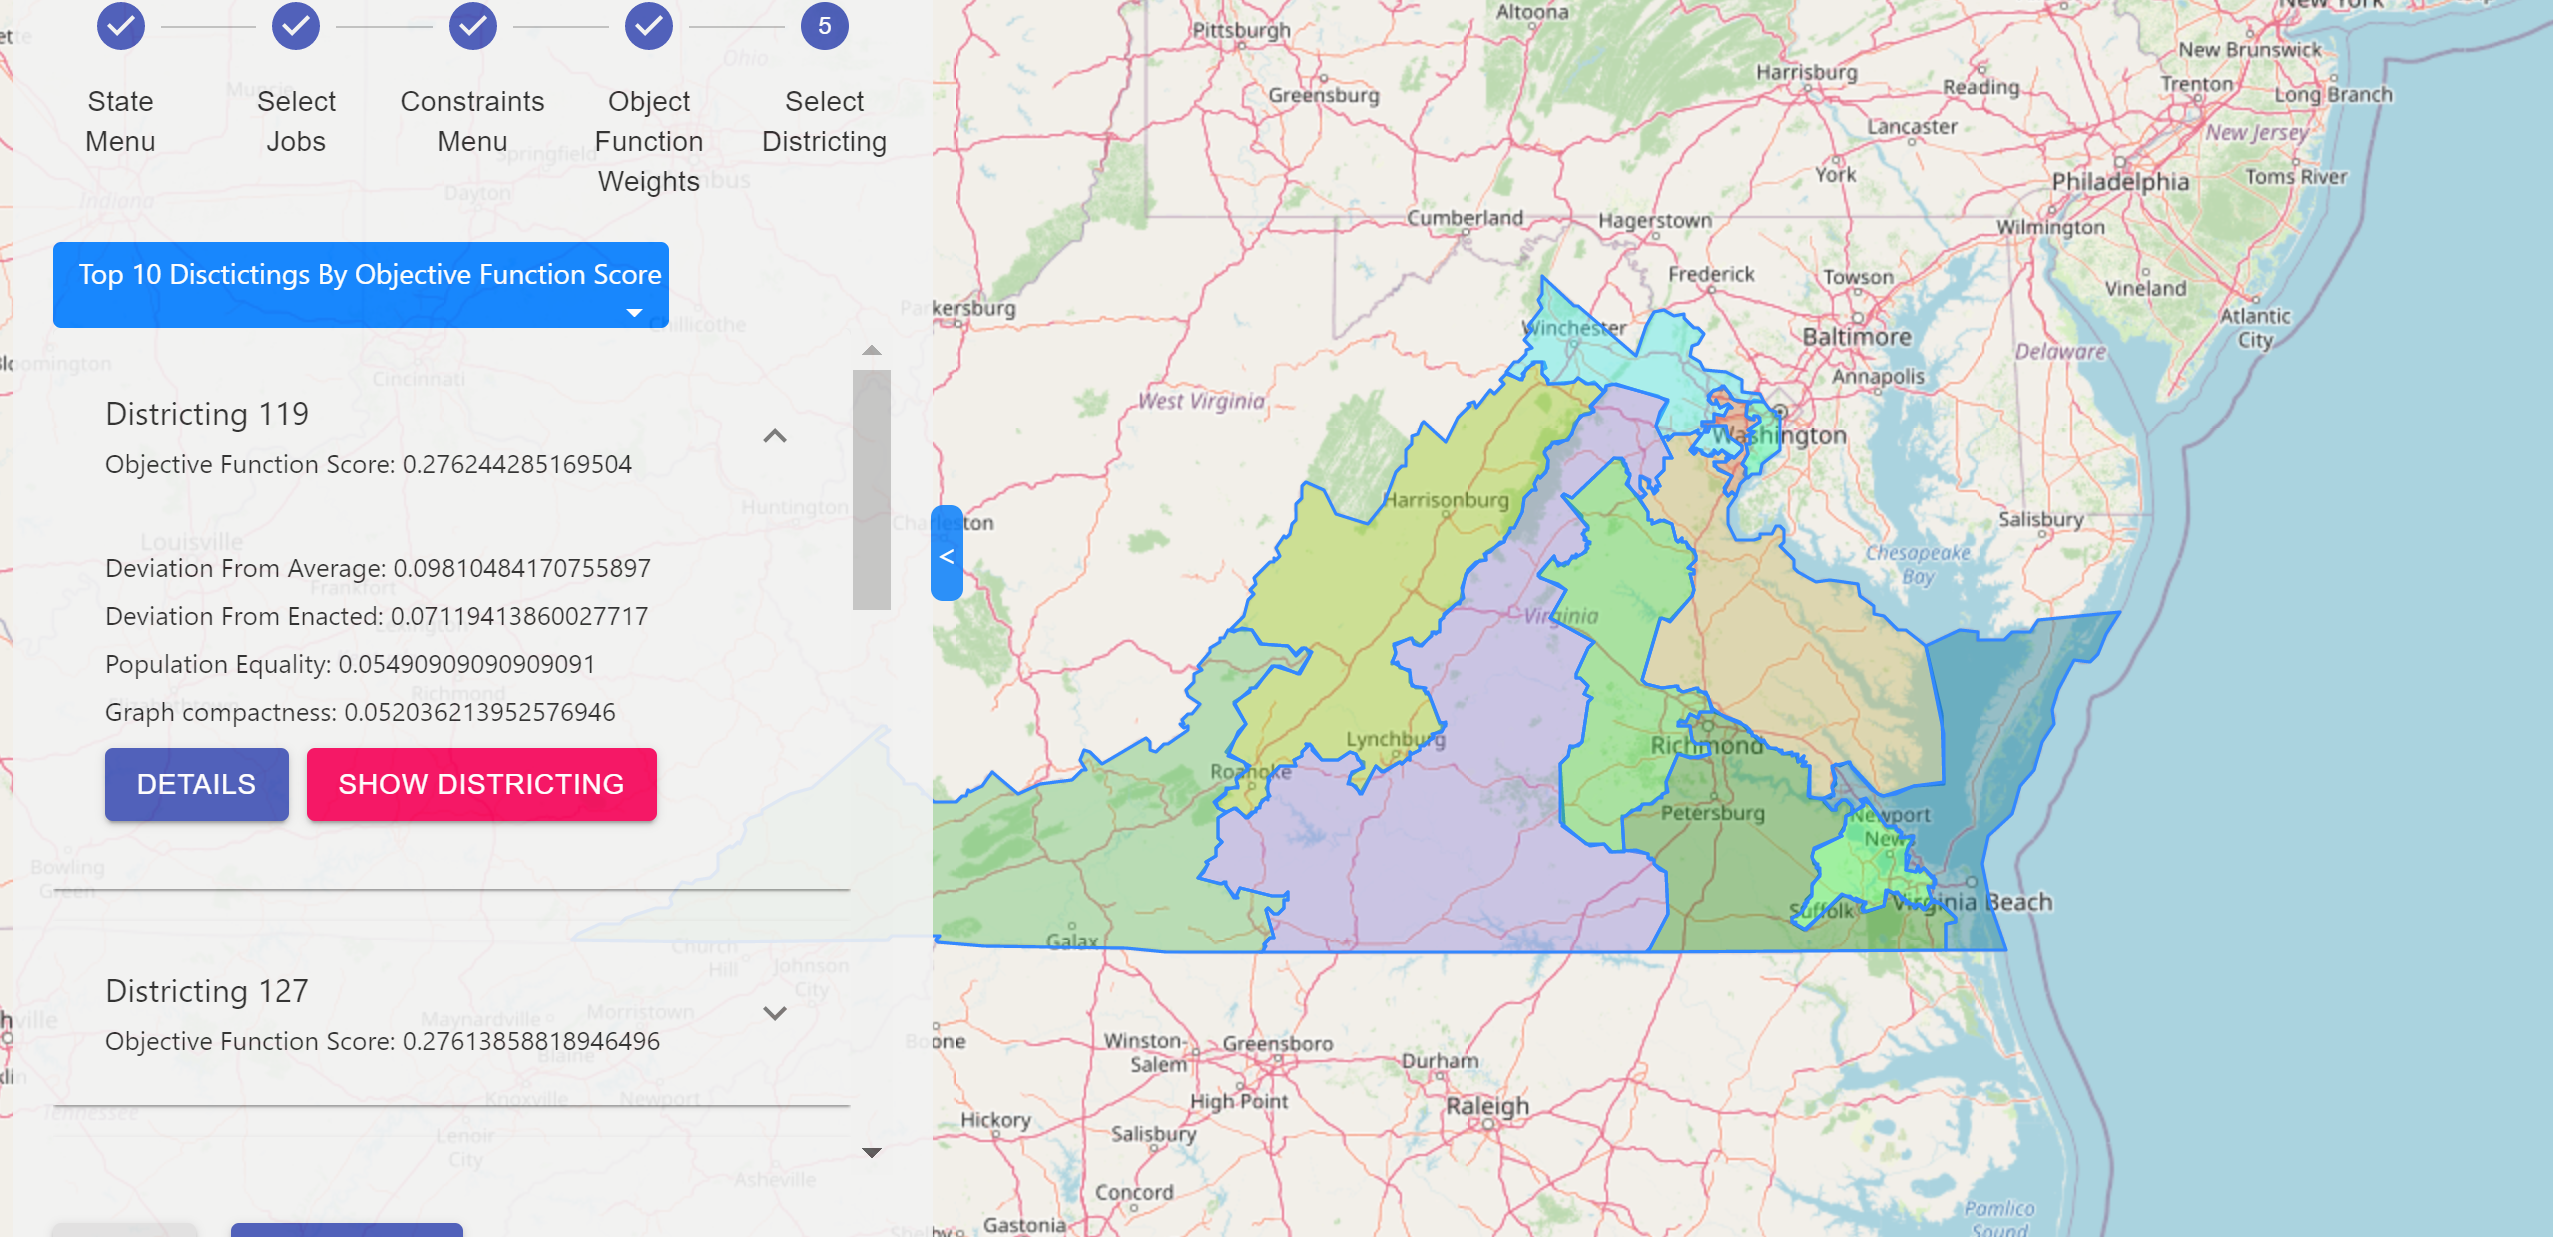 5
State
Menu
Select
Jobs
Constraints
Menu
Object
Function
Weights
Select
Districting
Top 10 Disctictings By Objective Function Score
Districting 119
Objective Function Score: 0.276244285169504
Deviation From Average: 0.09810484170755897
Deviation From Enacted: 0.07119413860027717
Population Equality: 0.05490909090909091
Graph compactness: 0.052036213952576946
DETAILS
SHOW DISTRICTING
Districting 127
Objective Function Score: 0.27613858818946496
<
Ohio
Indiana
Springfield
Dayton
Chillicothe
Cincinnati
Huntington
Louisville
Frankfort
Lexington
Richmond
Elizabethtown
Bowling
Green
Church
Hill
Johnson
City
Maynardville
Morristown
Blaine
Knoxville
Newport
Tennessee
Lenoir
City
Asheville
Parkersburg
Charleston
Boone
Pittsburgh
Altoona
Greensburg
Harrisburg
Reading
Lancaster
York
New York
New Brunswick
Trenton
Long Branch
New Jersey
Philadelphia
Toms River
Wilmington
Vineland
Atlantic
City
Delaware
Cumberland
Hagerstown
Frederick
Towson
Winchester
Baltimore
Annapolis
West Virginia
Washington
Harrisonburg
Salisbury
Chesapeake
Bay
Virginia
Lynchburg
Roanoke
Richmond
Petersburg
Newport
News
Suffolk
Virginia Beach
Galax
Winston-
Salem
Greensboro
Durham
High Point
Raleigh
Hickory
Salisbury
Concord
Gastonia
Pamlico
Sound